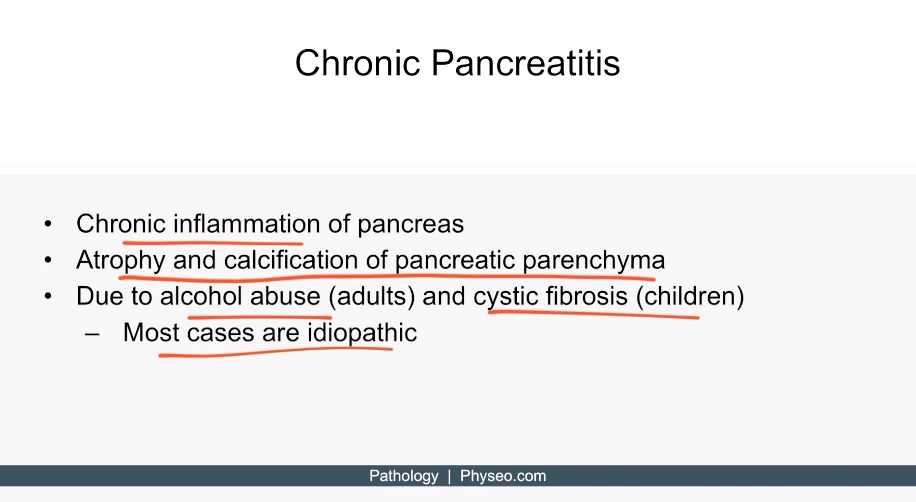 Chronic Pancreatitis
• Chronic inflammation of pancreas
• Atrophy and calcification of pancreatic parenchyma
• Due to alcohol abuse (adults) and cystic fibrosis (children)
– Most cases are idiopathic
Pathology | Physeo.com